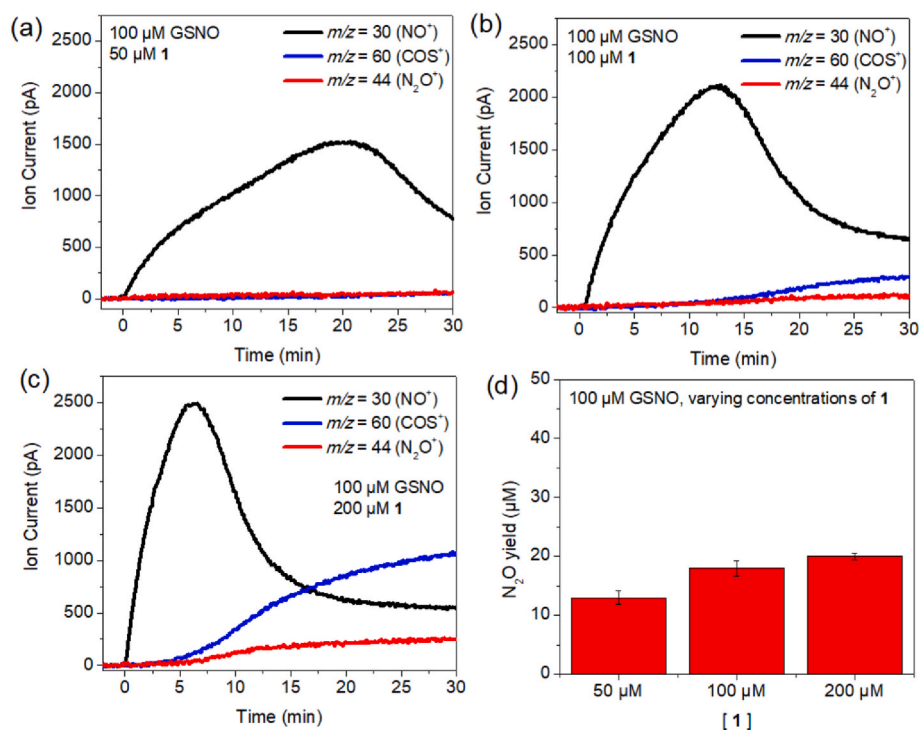 (a)
100 µM GSNO
50 µM 1
m/z = 30 (NO⁺)
m/z = 60 (COS⁺)
m/z = 44 (N₂O⁺)
Ion Current (pA)
2500
2000
1500
1000
500
0
0 5 10 15 20 25 30
Time (min)
(b)
100 µM GSNO
100 µM 1
m/z = 30 (NO⁺)
m/z = 60 (COS⁺)
m/z = 44 (N₂O⁺)
Ion Current (pA)
2500
2000
1500
1000
500
0
0 5 10 15 20 25 30
Time (min)
(c)
m/z = 30 (NO⁺)
m/z = 60 (COS⁺)
m/z = 44 (N₂O⁺)
100 µM GSNO
200 µM 1
Ion Current (pA)
2500
2000
1500
1000
500
0
0 5 10 15 20 25 30
Time (min)
(d)
100 µM GSNO, varying concentrations of 1
N₂O yield (µM)
50
40
30
20
10
0
50 µM 100 µM 200 µM
[ 1 ]